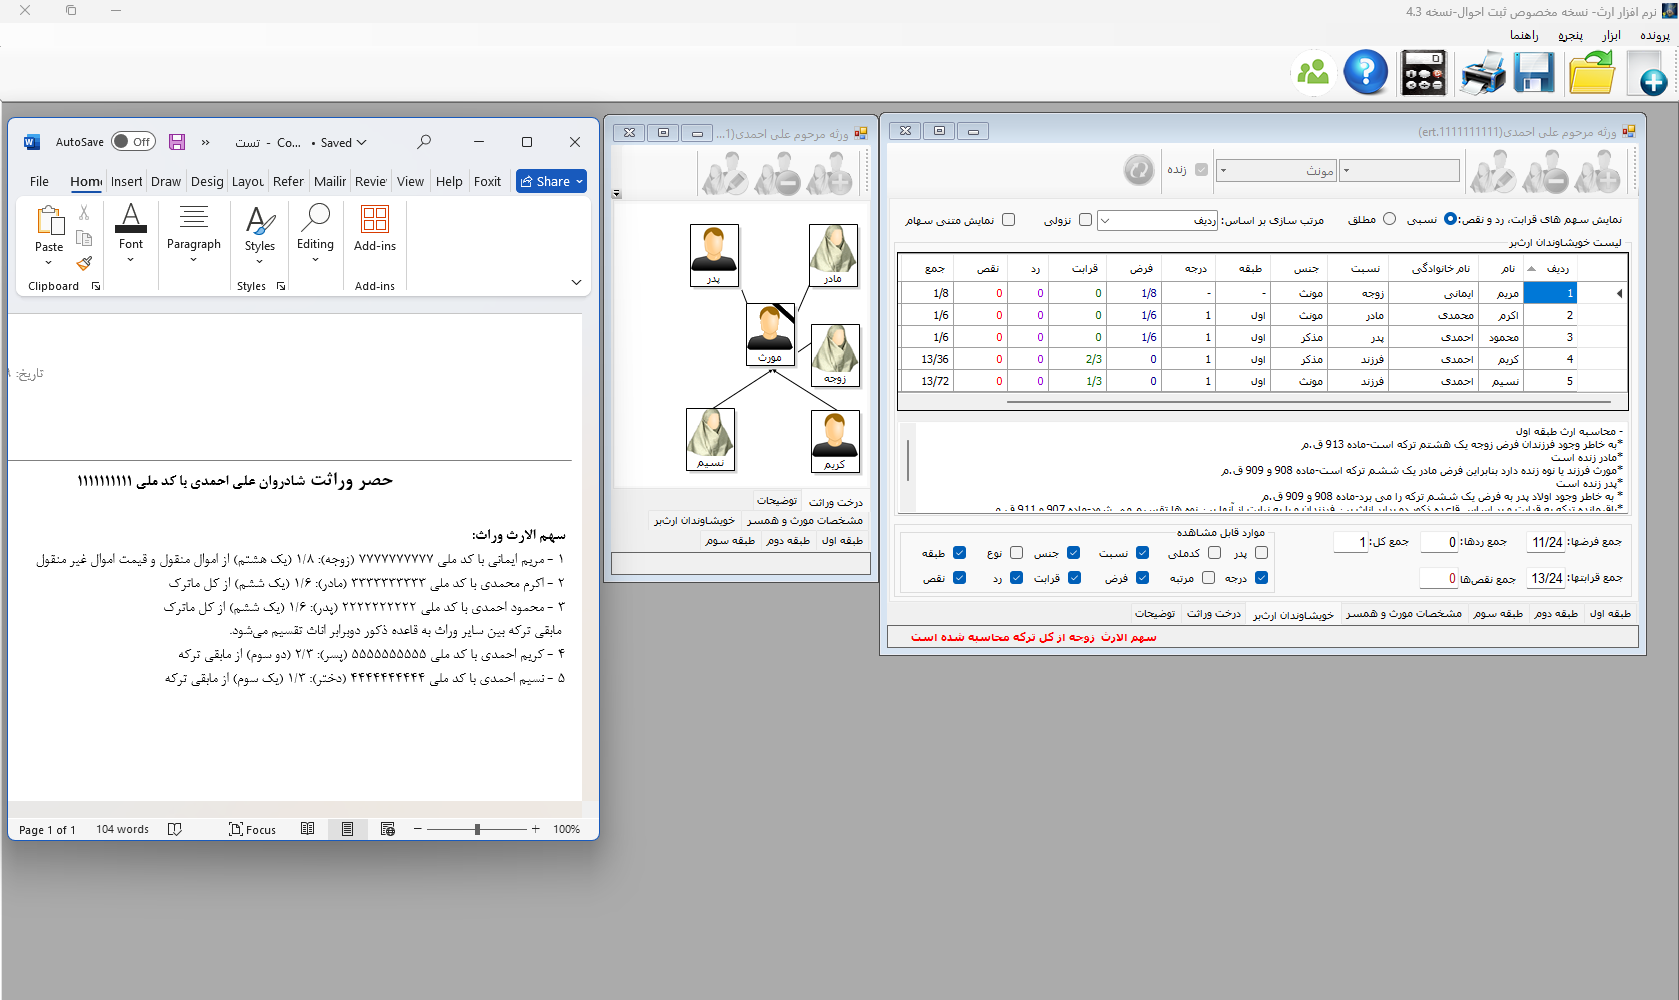 نرم افزار ارث- نسخه مخصوص ثبت احوال-نسخه 4.3
پرونده ابزار پنجره راهنما
AutoSave Off » تست - Co... • Saved
File Home Insert Draw Desig Layou Refer Mailin Revie View Help Foxit Share
Paste Font Paragraph Styles Editing Add-ins
Clipboard Styles Add-ins
تاریخ: ۸
حصر وراثت شادروان علی احمدی با کد ملی ۱۱۱۱۱۱۱۱۱۱
سهم الارث وراث:
۱ - مریم ایمانی با کد ملی ۷۷۷۷۷۷۷۷۷۷ (زوجه): ۱/۸ (یک هشتم) از اموال منقول و قیمت اموال غیر منقول
۲ - اکرم محمدی با کد ملی ۳۳۳۳۳۳۳۳۳۳ (مادر): ۱/۶ (یک ششم) از کل ماترک
۳ - محمود احمدی با کد ملی ۲۲۲۲۲۲۲۲۲۲ (پدر): ۱/۶ (یک ششم) از کل ماترک
مابقی ترکه بین سایر وراث به قاعده ذکور دوبرابر اناث تقسیم می‌شود.
۴ - کریم احمدی با کد ملی ۵۵۵۵۵۵۵۵۵۵ (پسر): ۲/۳ (دو سوم) از مابقی ترکه
۵ - نسیم احمدی با کد ملی ۴۴۴۴۴۴۴۴۴۴ (دختر): ۱/۳ (یک سوم) از مابقی ترکه
Page 1 of 1 104 words Focus 100%
ورثه مرحوم علی احمدی(1...
مادر پدر
مورث
زوجه
نسیم کریم
درخت وراثت توضیحات
مشخصات مورث و همسر خویشاوندان ارث‌بر
طبقه اول طبقه دوم طبقه سوم
ورثه مرحوم علی احمدی(1111111111.ert)
مونث زنده
نمایش سهم های قرابت، رد و نقص: نسبی مطلق مرتب سازی بر اساس: ردیف نزولی نمایش متنی سهام
لیست خویشاوندان ارث‌بر
ردیف نام نام خانوادگی نسبت جنس طبقه درجه فرض قرابت رد نقص جمع
1 مریم ایمانی زوجه مونث - - 1/8 0 0 0 1/8
2 اکرم محمدی مادر مونث اول 1 1/6 0 0 0 1/6
3 محمود احمدی پدر مذکر اول 1 1/6 0 0 0 1/6
4 کریم احمدی فرزند مذکر اول 1 0 2/3 0 0 13/36
5 نسیم احمدی فرزند مونث اول 1 0 1/3 0 0 13/72
- محاسبه ارث طبقه اول
*به خاطر وجود فرزندان فرض زوجه یک هشتم ترکه است-ماده 913 ق.م
*مادر زنده است
*مورث فرزند یا نوه زنده دارد بنابراین فرض مادر یک ششم ترکه است-ماده 908 و 909 ق.م
*پدر زنده است
* به خاطر وجود اولاد پدر به فرض یک ششم ترکه را می برد-ماده 908 و 909 ق.م
جمع فرضها: 11/24 جمع ردها: 0 جمع کل: 1
جمع قرابتها: 13/24 جمع نقص‌ها 0
موارد قابل مشاهده
پدر کدملی نسبت جنس نوع طبقه
درجه مرتبه فرض قرابت رد نقص
طبقه اول طبقه دوم طبقه سوم مشخصات مورث و همسر خویشاوندان ارث‌بر درخت وراثت توضیحات
سهم الارث زوجه از کل ترکه محاسبه شده است